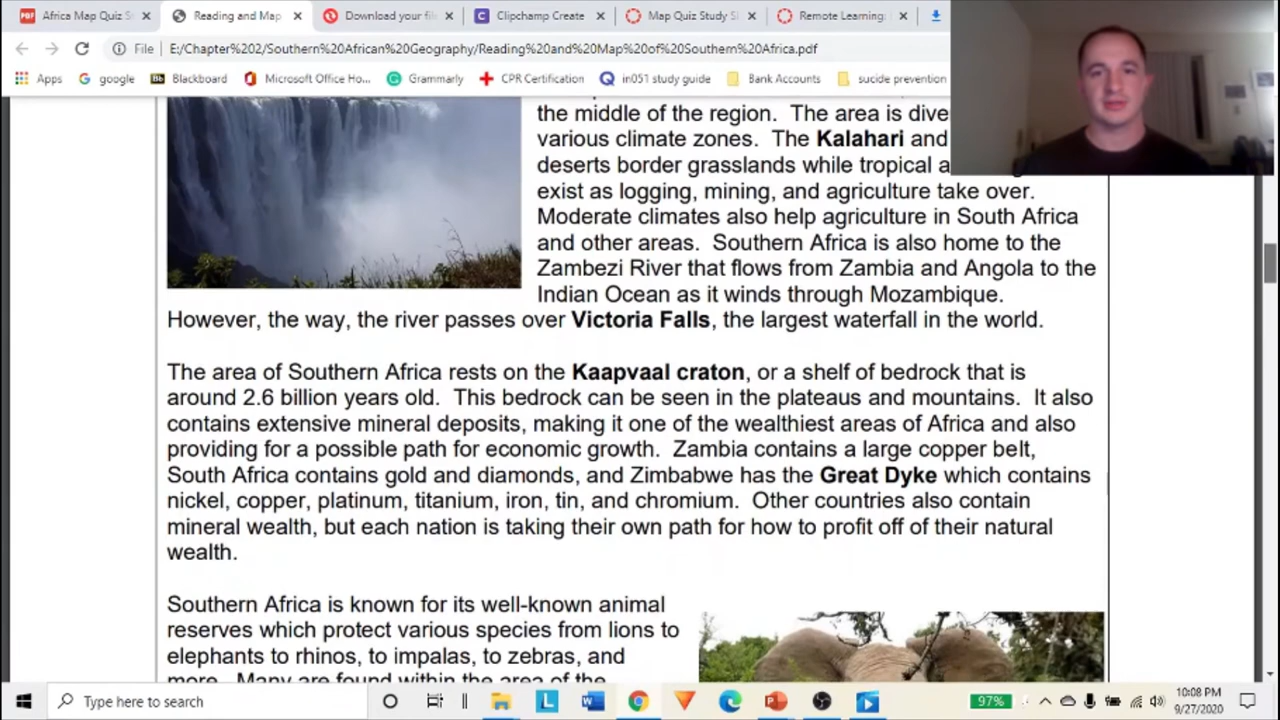 Africa Map Quiz S
Reading and Map
Download your fil
Clipchamp Create
Map Quiz Study S
Remote Learning:
File
E:/Chapter%202/Southern%20African%20Geography/Reading%20and%20Map%20of%20Southern%20Africa.pdf
Apps
google
Blackboard
Microsoft Office Ho...
Grammarly
CPR Certification
in051 study guide
Bank Accounts
sucide prevention
the middle of the region. The area is dive
various climate zones. The Kalahari and
deserts border grasslands while tropical a
exist as logging, mining, and agriculture take over.
Moderate climates also help agriculture in South Africa
and other areas. Southern Africa is also home to the
Zambezi River that flows from Zambia and Angola to the
Indian Ocean as it winds through Mozambique.
However, the way, the river passes over Victoria Falls, the largest waterfall in the world.
The area of Southern Africa rests on the Kaapvaal craton, or a shelf of bedrock that is
around 2.6 billion years old. This bedrock can be seen in the plateaus and mountains. It also
contains extensive mineral deposits, making it one of the wealthiest areas of Africa and also
providing for a possible path for economic growth. Zambia contains a large copper belt,
South Africa contains gold and diamonds, and Zimbabwe has the Great Dyke which contains
nickel, copper, platinum, titanium, iron, tin, and chromium. Other countries also contain
mineral wealth, but each nation is taking their own path for how to profit off of their natural
wealth.
Southern Africa is known for its well-known animal
reserves which protect various species from lions to
elephants to rhinos, to impalas, to zebras, and
more. Many are found within the area of the
Type here to search
97%
10:08 PM
9/27/2020